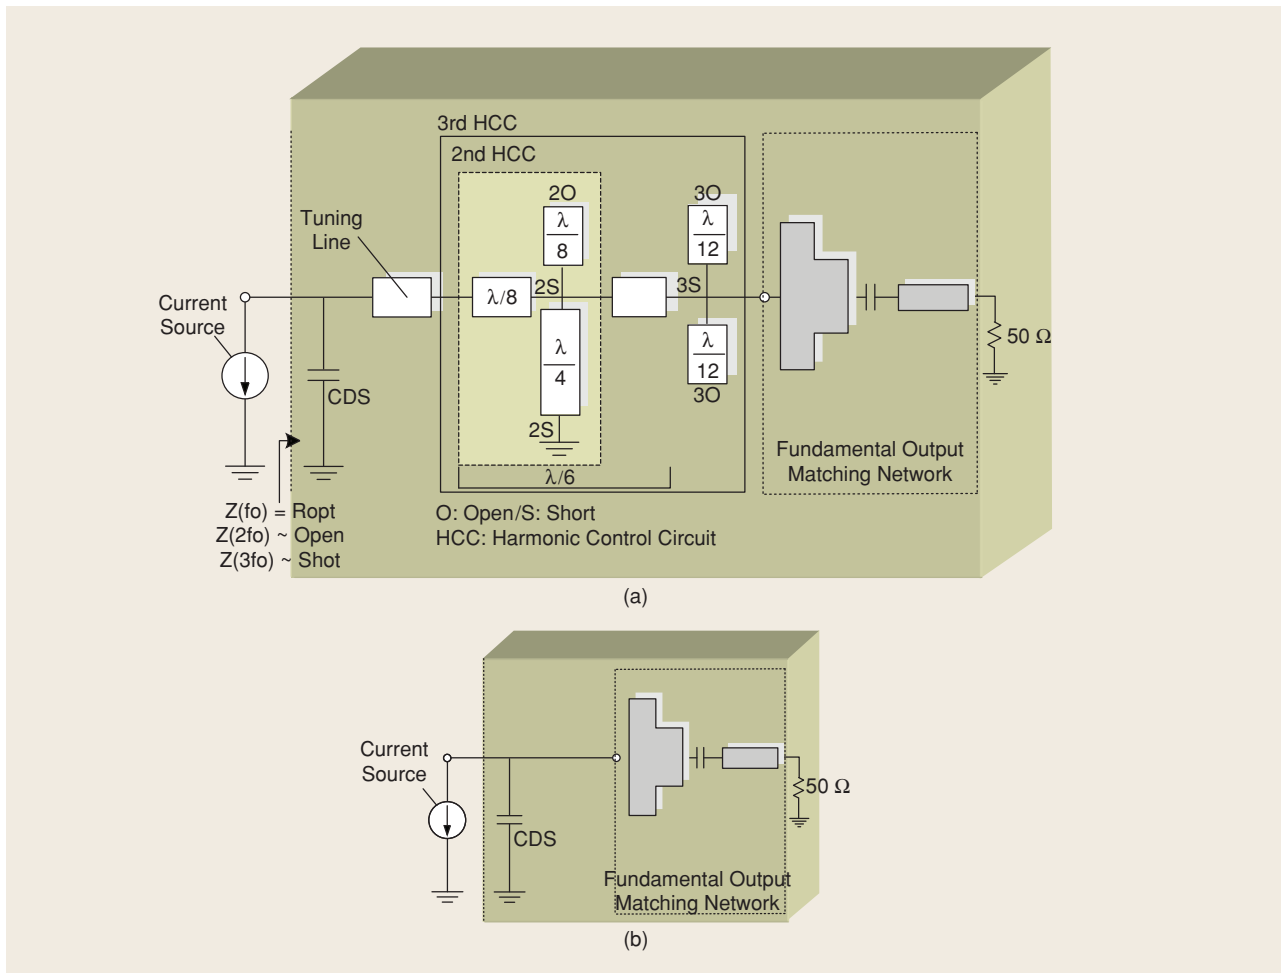 3rd HCC
2nd HCC
2O
λ
8
3O
λ
12
Tuning
Line
2S
3S
λ/8
Current
Source
λ
4
λ
12
3O
50 Ω
CDS
2S
Fundamental Output
Matching Network
λ/6
Z(fo) = Ropt
Z(2fo) ~ Open
Z(3fo) ~ Shot
O: Open/S: Short
HCC: Harmonic Control Circuit
(a)
Current
Source
50 Ω
CDS
Fundamental Output
Matching Network
(b)